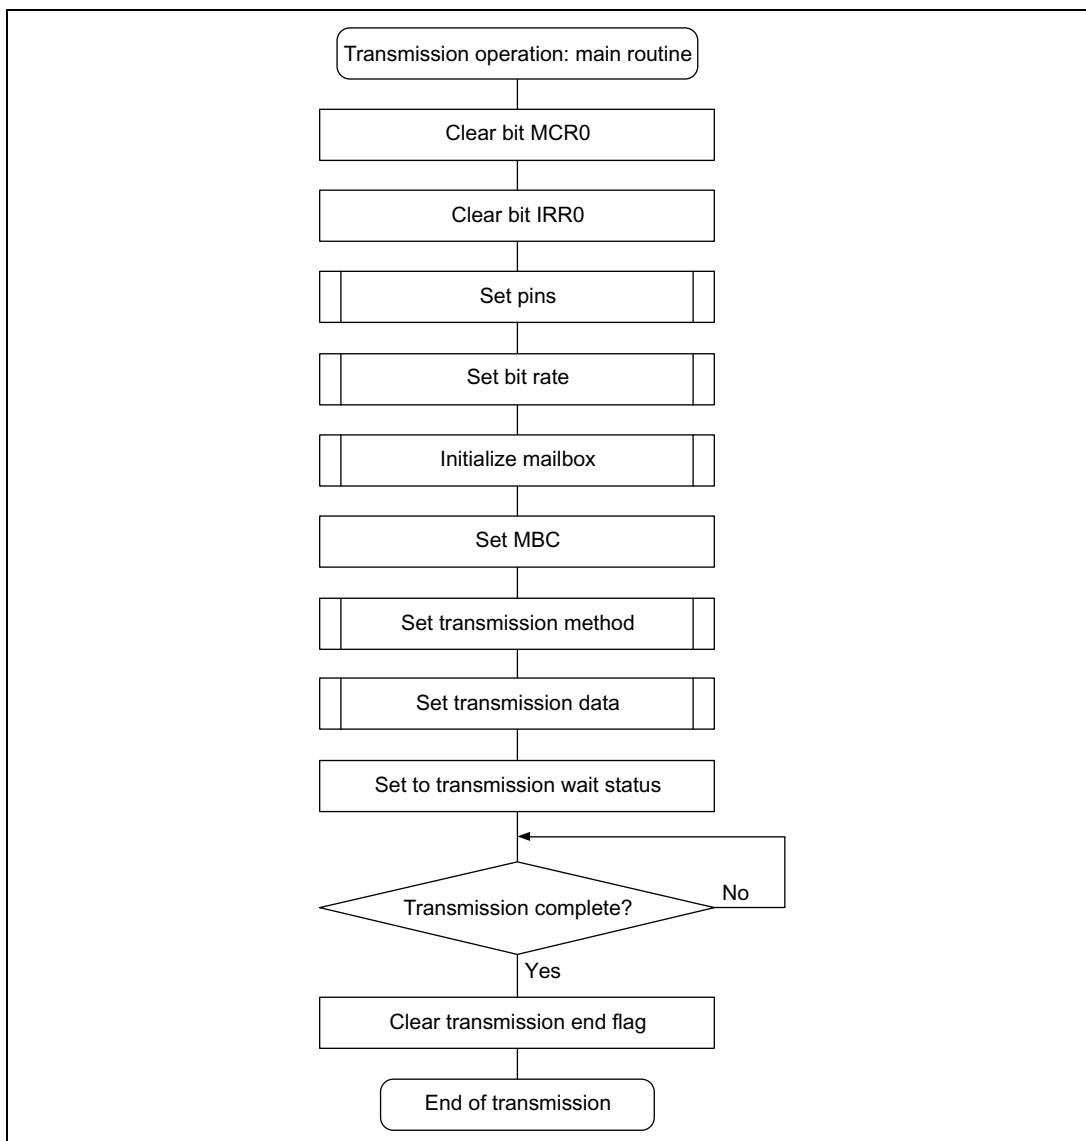 Transmission operation: main routine
Clear bit MCR0
Clear bit IRR0
Set pins
Set bit rate
Initialize mailbox
Set MBC
Set transmission method
Set transmission data
Set to transmission wait status
Transmission complete?
No
Yes
Clear transmission end flag
End of transmission